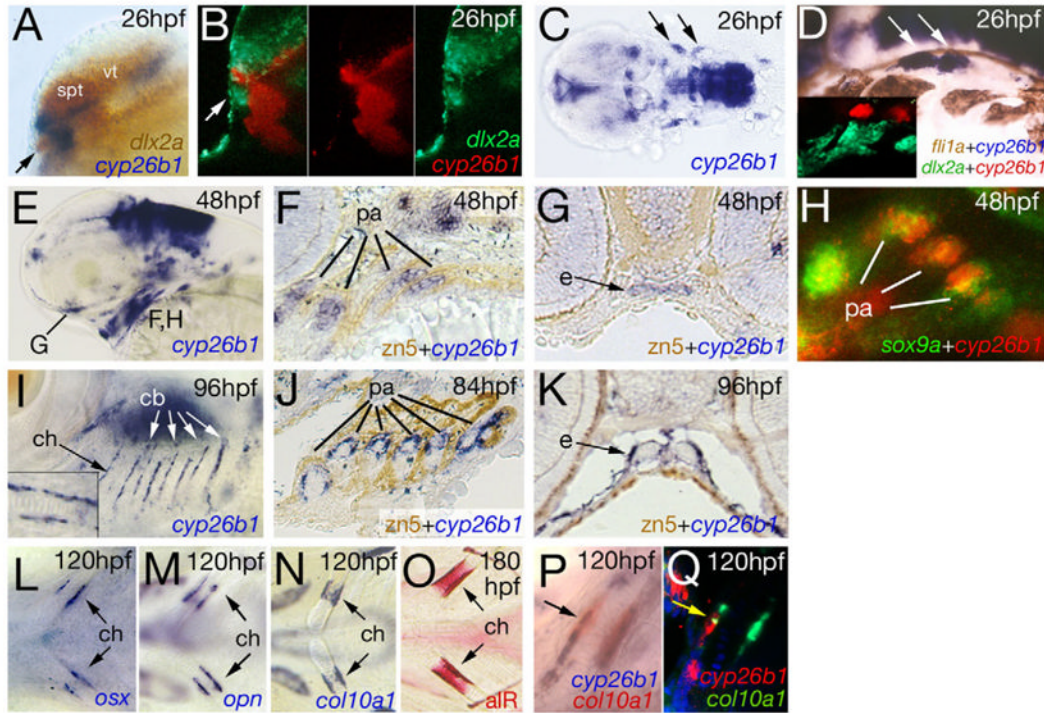 A 26hpf
vt
spt
dlx2a
cyp26b1
B 26hpf
dlx2a
cyp26b1
C 26hpf
cyp26b1
D 26hpf
fli1a+cyp26b1
dlx2a+cyp26b1
E 48hpf
G
F,H
cyp26b1
F 48hpf
pa
zn5+cyp26b1
G 48hpf
e
zn5+cyp26b1
H 48hpf
pa
sox9a+cyp26b1
I 96hpf
cb
ch
cyp26b1
J 84hpf
pa
zn5+cyp26b1
K 96hpf
e
zn5+cyp26b1
L 120hpf
ch
osx
M 120hpf
ch
opn
N 120hpf
ch
col10a1
O 180
hpf
ch
alR
P 120hpf
cyp26b1
col10a1
Q 120hpf
cyp26b1
col10a1